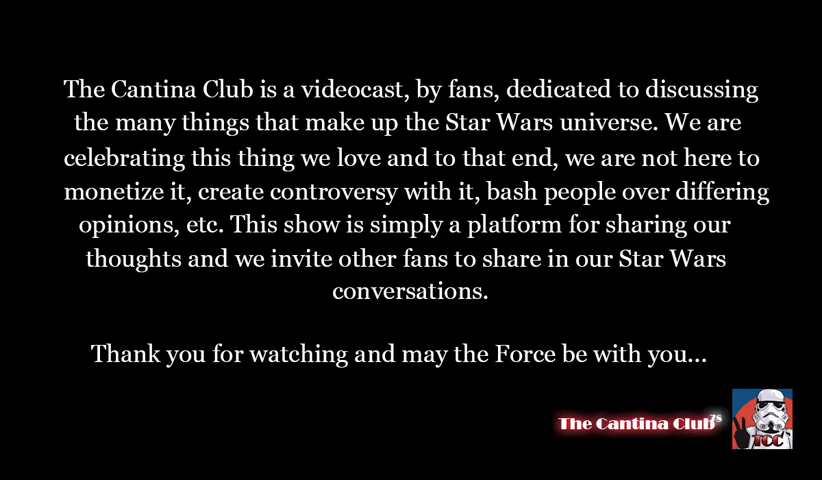 The Cantina Club is a videocast, by fans, dedicated to discussing
the many things that make up the Star Wars universe. We are
celebrating this thing we love and to that end, we are not here to
monetize it, create controversy with it, bash people over differing
opinions, etc. This show is simply a platform for sharing our
thoughts and we invite other fans to share in our Star Wars
conversations.
Thank you for watching and may the Force be with you...
The Cantina Club 78
TCC